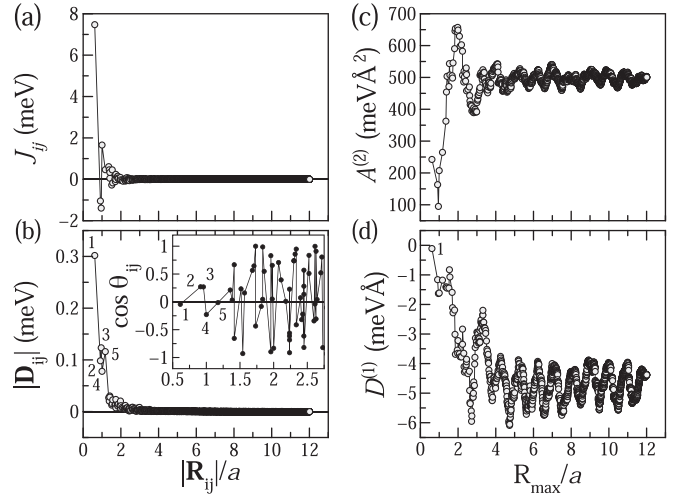 (a)
8
6
4
2
0
-2
J_ij (meV)
(b)
0.3
0.2
0.1
0
|D_ij| (meV)
1
3
5
2
4
1
0.5
0
-0.5
-1
cos θ_ij
1
2
3
4
5
0.5 1 1.5 2 2.5
0 2 4 6 8 10 12
|R_ij|/a
(c)
700
600
500
400
300
200
100
A^(2) (meVÅ^2)
(d)
0
-1
-2
-3
-4
-5
-6
D^(1) (meVÅ)
1
0 2 4 6 8 10 12
R_max/a